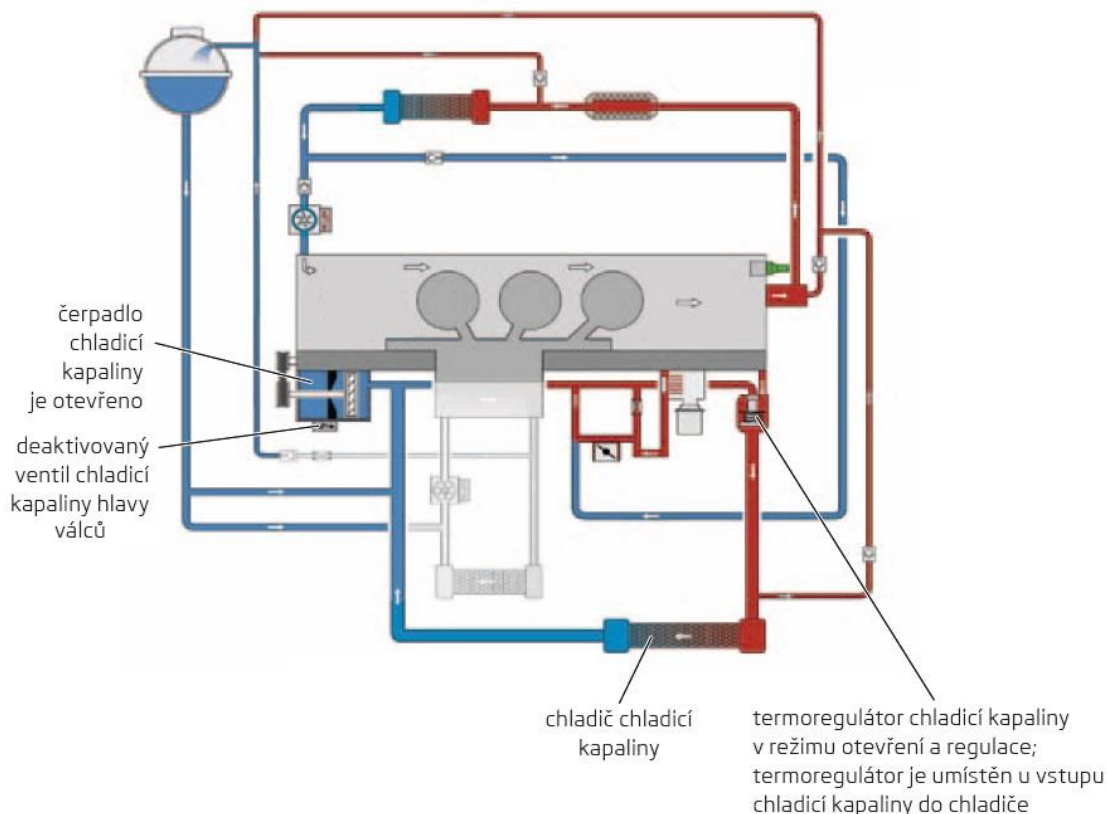 čerpadlo
chladicí
kapaliny
je otevřeno
deaktivovaný
ventil chladicí
kapaliny hlavy
válců
chladič chladicí
kapaliny
termoregulátor chladicí kapaliny
v režimu otevření a regulace;
termoregulátor je umístěn u vstupu
chladicí kapaliny do chladiče